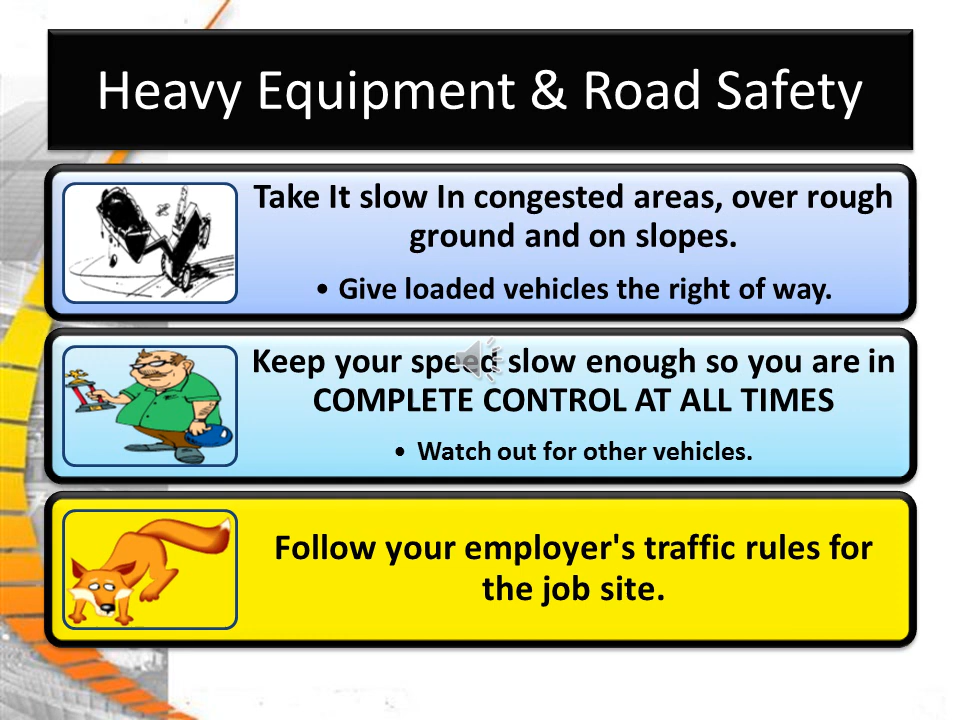 Heavy Equipment & Road Safety
Take It slow In congested areas, over rough
ground and on slopes.
• Give loaded vehicles the right of way.
Keep your speed slow enough so you are in
COMPLETE CONTROL AT ALL TIMES
• Watch out for other vehicles.
Follow your employer's traffic rules for
the job site.